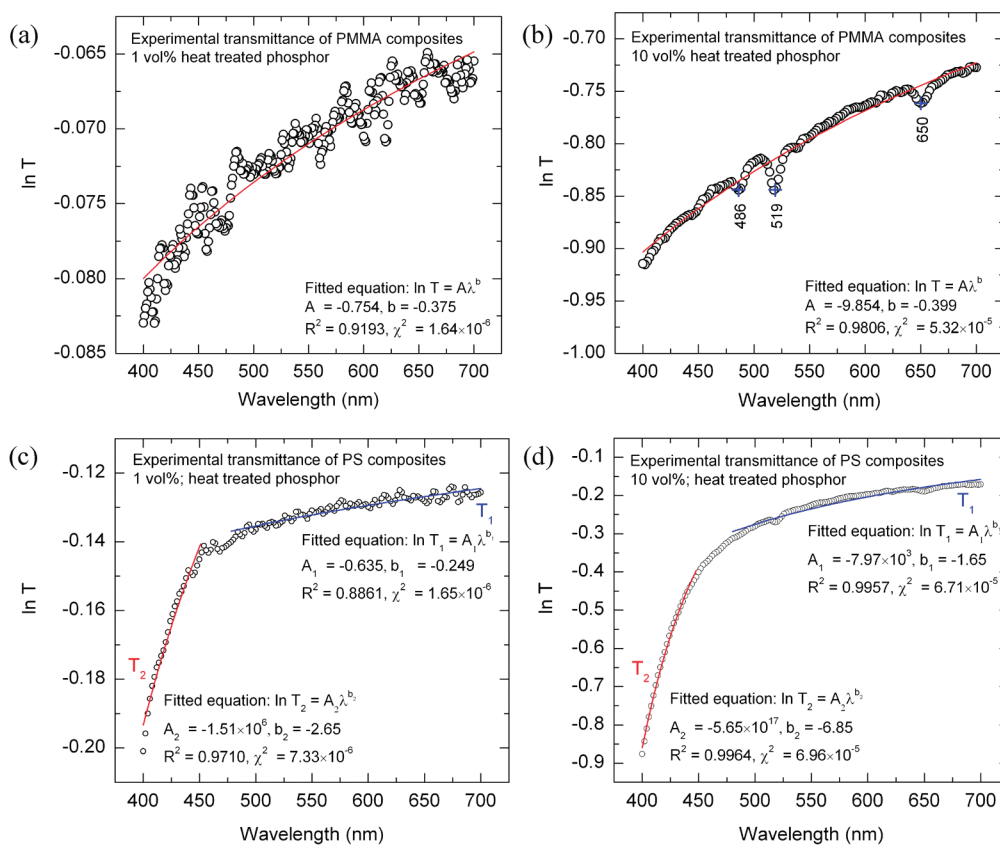 (a)
Experimental transmittance of PMMA composites
1 vol% heat treated phosphor
ln T
-0.065
-0.070
-0.075
-0.080
-0.085
Fitted equation: ln T = Aλ^b
A = -0.754, b = -0.375
R² = 0.9193, χ² = 1.64×10⁻⁶
400 450 500 550 600 650 700
Wavelength (nm)
(b)
Experimental transmittance of PMMA composites
10 vol% heat treated phosphor
ln T
-0.70
-0.75
-0.80
-0.85
-0.90
-0.95
-1.00
486
519
650
Fitted equation: ln T = Aλ^b
A = -9.854, b = -0.399
R² = 0.9806, χ² = 5.32×10⁻⁵
400 450 500 550 600 650 700
Wavelength (nm)
(c)
Experimental transmittance of PS composites
1 vol%; heat treated phosphor
ln T
-0.12
-0.14
-0.16
-0.18
-0.20
T₁
Fitted equation: ln T₁ = A₁λ^b₁
A₁ = -0.635, b₁ = -0.249
R² = 0.8861, χ² = 1.65×10⁻⁶
T₂
Fitted equation: ln T₂ = A₂λ^b₂
A₂ = -1.51×10⁶, b₂ = -2.65
R² = 0.9710, χ² = 7.33×10⁻⁶
400 450 500 550 600 650 700
Wavelength (nm)
(d)
Experimental transmittance of PS composites
10 vol%; heat treated phosphor
ln T
-0.1
-0.2
-0.3
-0.4
-0.5
-0.6
-0.7
-0.8
-0.9
T₁
Fitted equation: ln T₁ = A₁λ^b₁
A₁ = -7.97×10³, b₁ = -1.65
R² = 0.9957, χ² = 6.71×10⁻⁵
T₂
Fitted equation: ln T₂ = A₂λ^b₂
A₂ = -5.65×10¹⁷, b₂ = -6.85
R² = 0.9964, χ² = 6.96×10⁻⁵
400 450 500 550 600 650 700
Wavelength (nm)